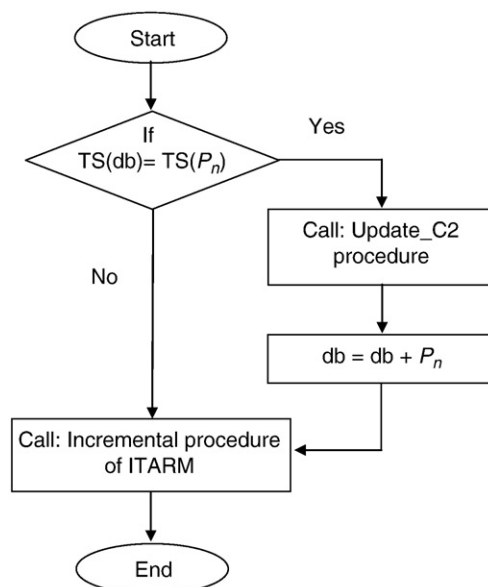 Start
If
TS(db)= TS(Pn)
Yes
Call: Update_C2
procedure
No
db = db + Pn
Call: Incremental procedure
of ITARM
End